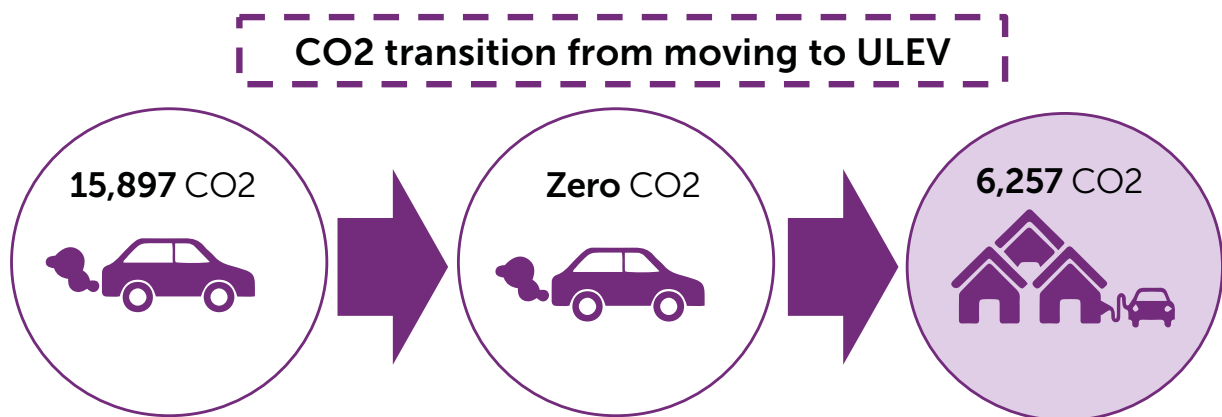 CO2 transition from moving to ULEV
15,897 CO2
Zero CO2
6,257 CO2